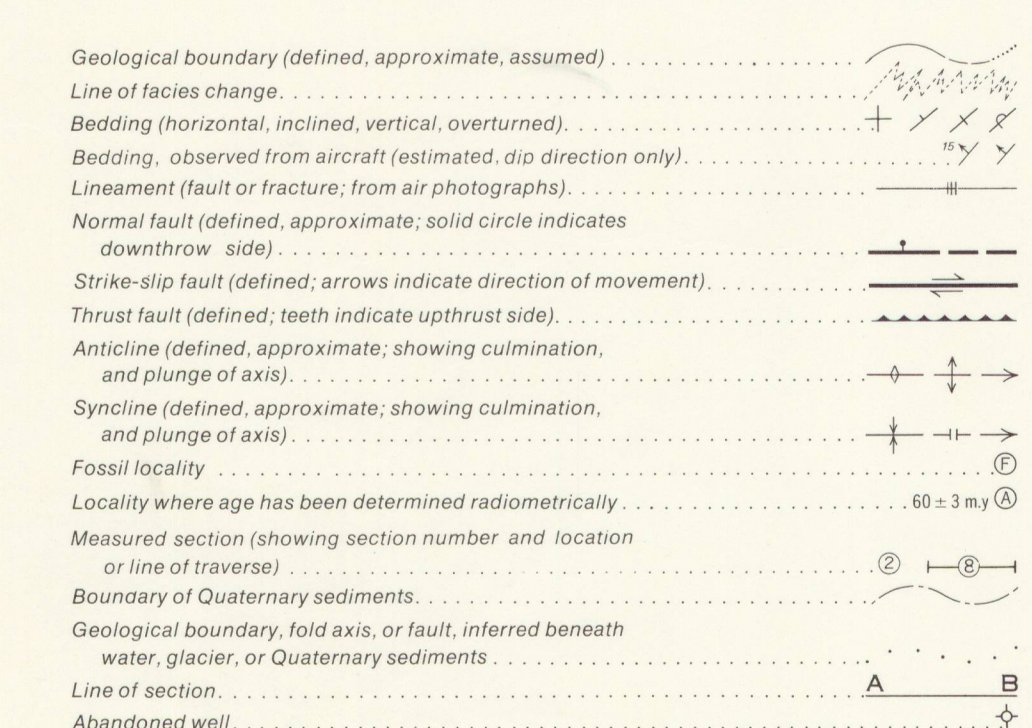 Geological boundary (defined, approximate, assumed)
Line of facies change
Bedding (horizontal, inclined, vertical, overturned)
Bedding, observed from aircraft (estimated, dip direction only) 15
Lineament (fault or fracture; from air photographs)
Normal fault (defined, approximate; solid circle indicates
downthrow side)
Strike-slip fault (defined; arrows indicate direction of movement)
Thrust fault (defined; teeth indicate upthrust side)
Anticline (defined, approximate; showing culmination,
and plunge of axis)
Syncline (defined, approximate; showing culmination,
and plunge of axis)
Fossil locality F
Locality where age has been determined radiometrically 60 ± 3 m.y A
Measured section (showing section number and location
or line of traverse) 2 8
Boundary of Quaternary sediments
Geological boundary, fold axis, or fault, inferred beneath
water, glacier, or Quaternary sediments
Line of section A B
Abandoned well